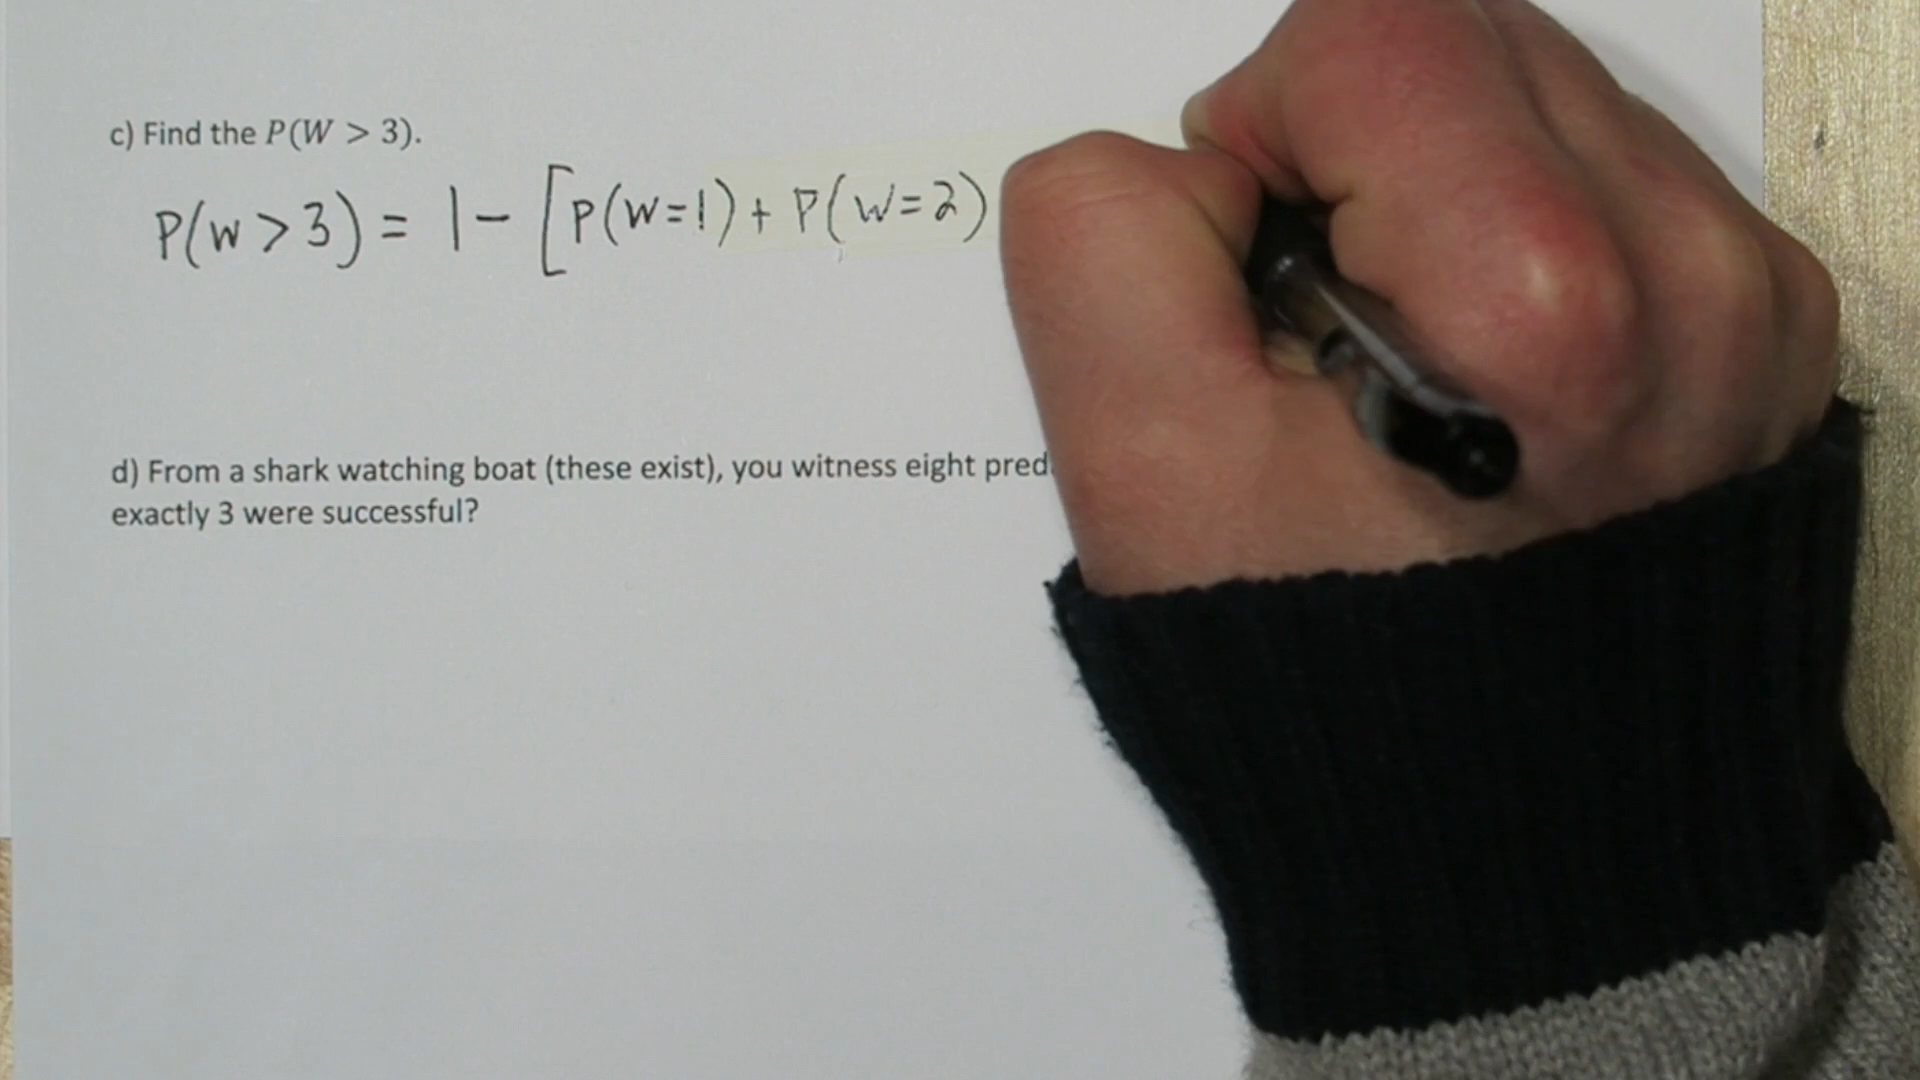 c) Find the P(W > 3).
P(W > 3) = 1 - [P(W=1) + P(W=2)
d) From a shark watching boat (these exist), you witness eight
exactly 3 were successful?